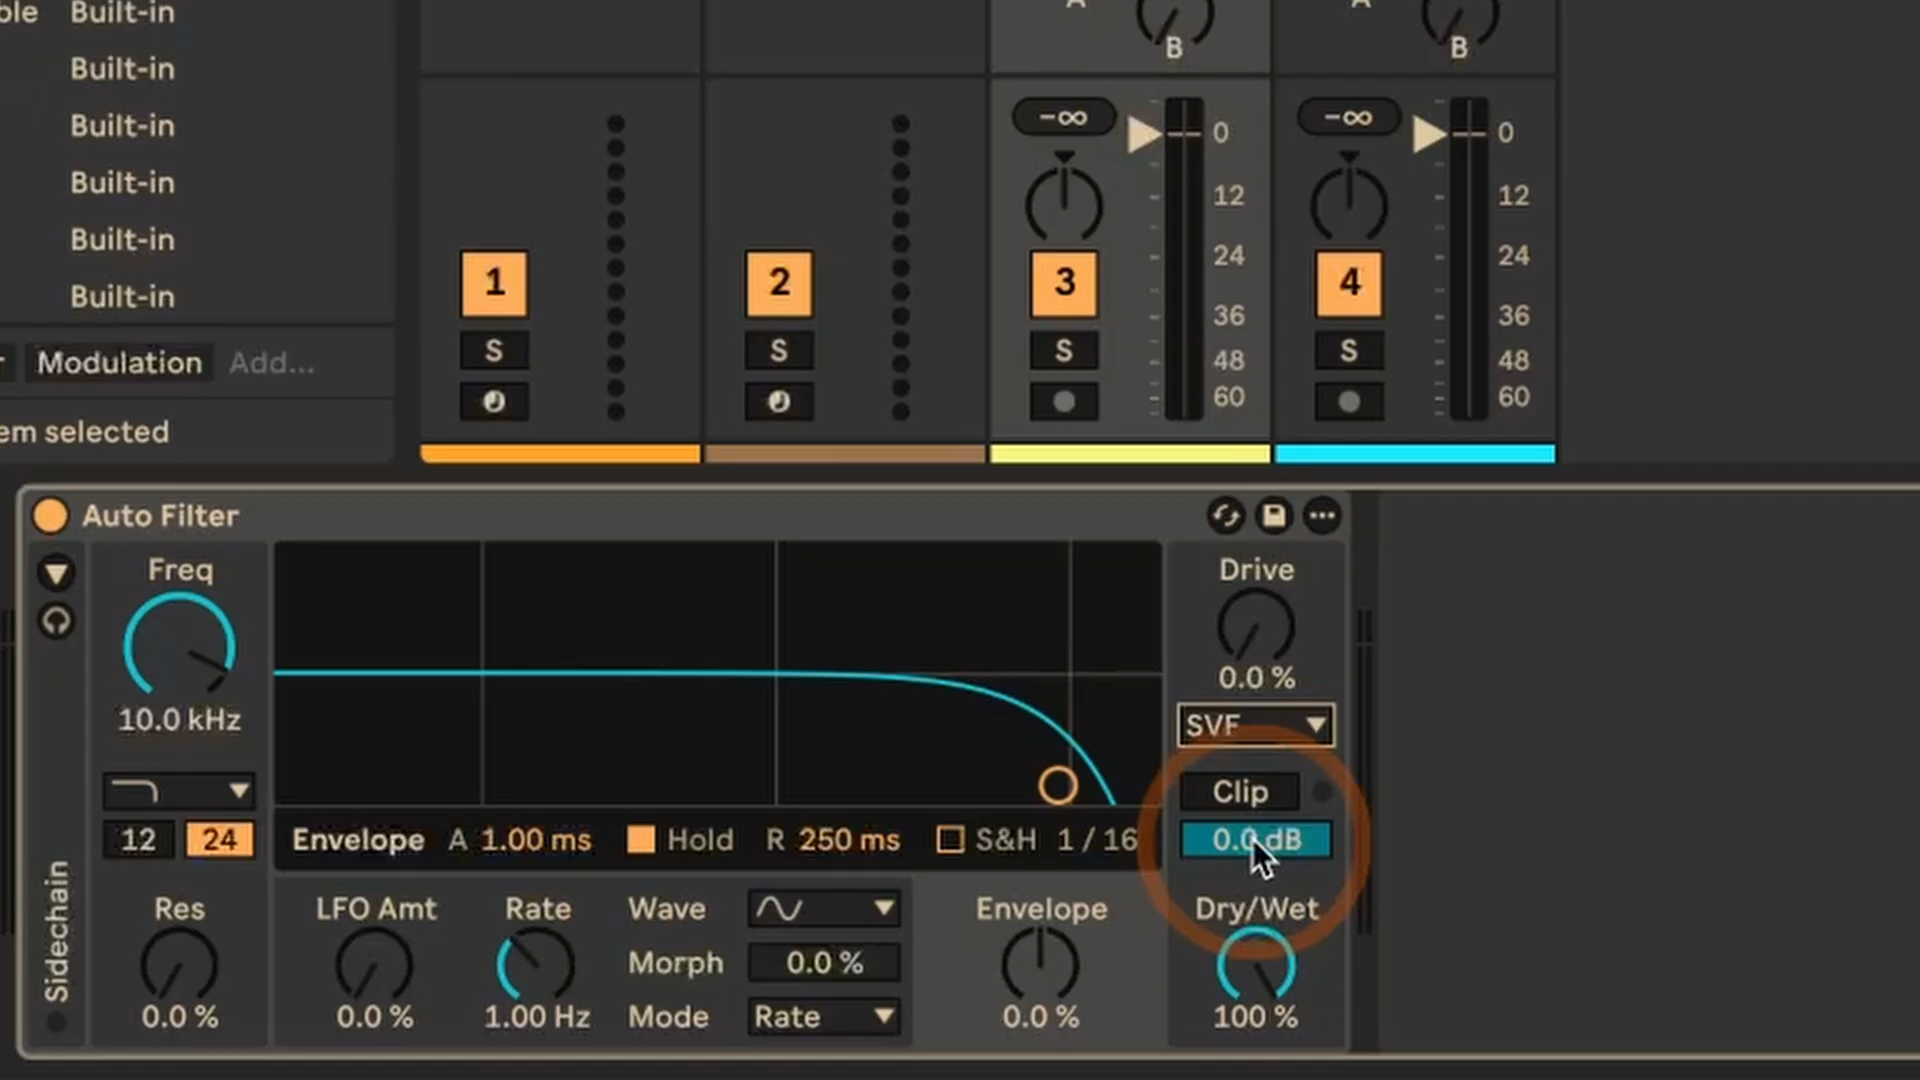 ble Built-in
Built-in
Built-in
Built-in
Built-in
Built-in
r Modulation Add...
em selected
A B
A B
-∞ 0
12
24
36
48
60
-∞ 0
12
24
36
48
60
1 2 3 4
S S S S
Auto Filter
Sidechain
Freq
10.0 kHz
12 24
Res
0.0 %
Envelope A 1.00 ms Hold R 250 ms S&H 1 / 16
LFO Amt
0.0 %
Rate
1.00 Hz
Wave
Morph 0.0 %
Mode Rate
Envelope
0.0 %
Drive
0.0 %
SVF
Clip
0.0 dB
Dry/Wet
100 %